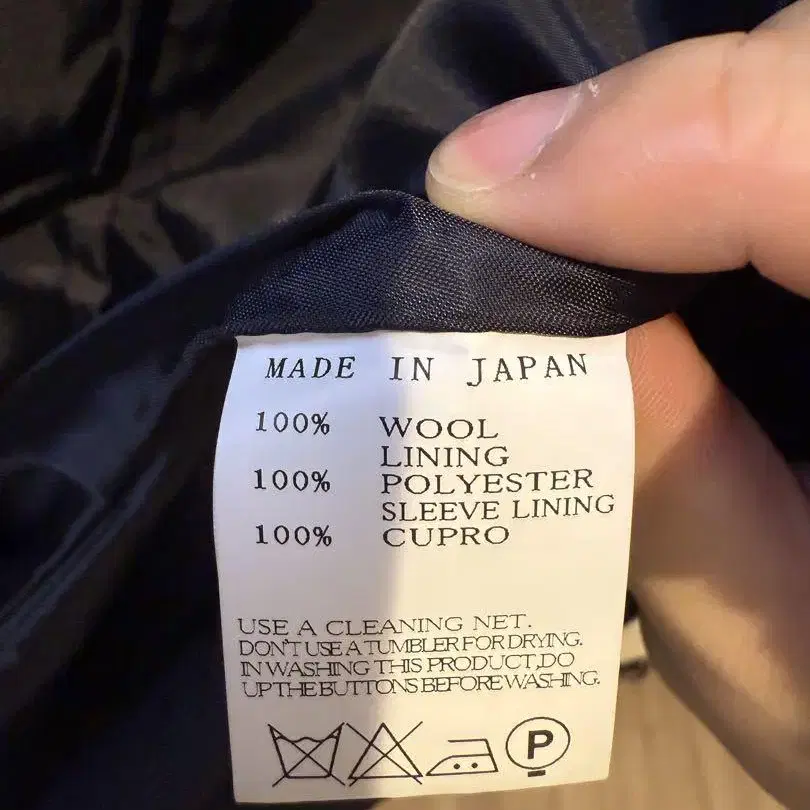 MADE IN JAPAN
100% WOOL
LINING
100% POLYESTER
SLEEVE LINING
100% CUPRO
USE A CLEANING NET.
DON'T USE A TUMBLER FOR DRYING.
IN WASHING THIS PRODUCT,DO
UP THE BUTTONS BEFORE WASHING.
P